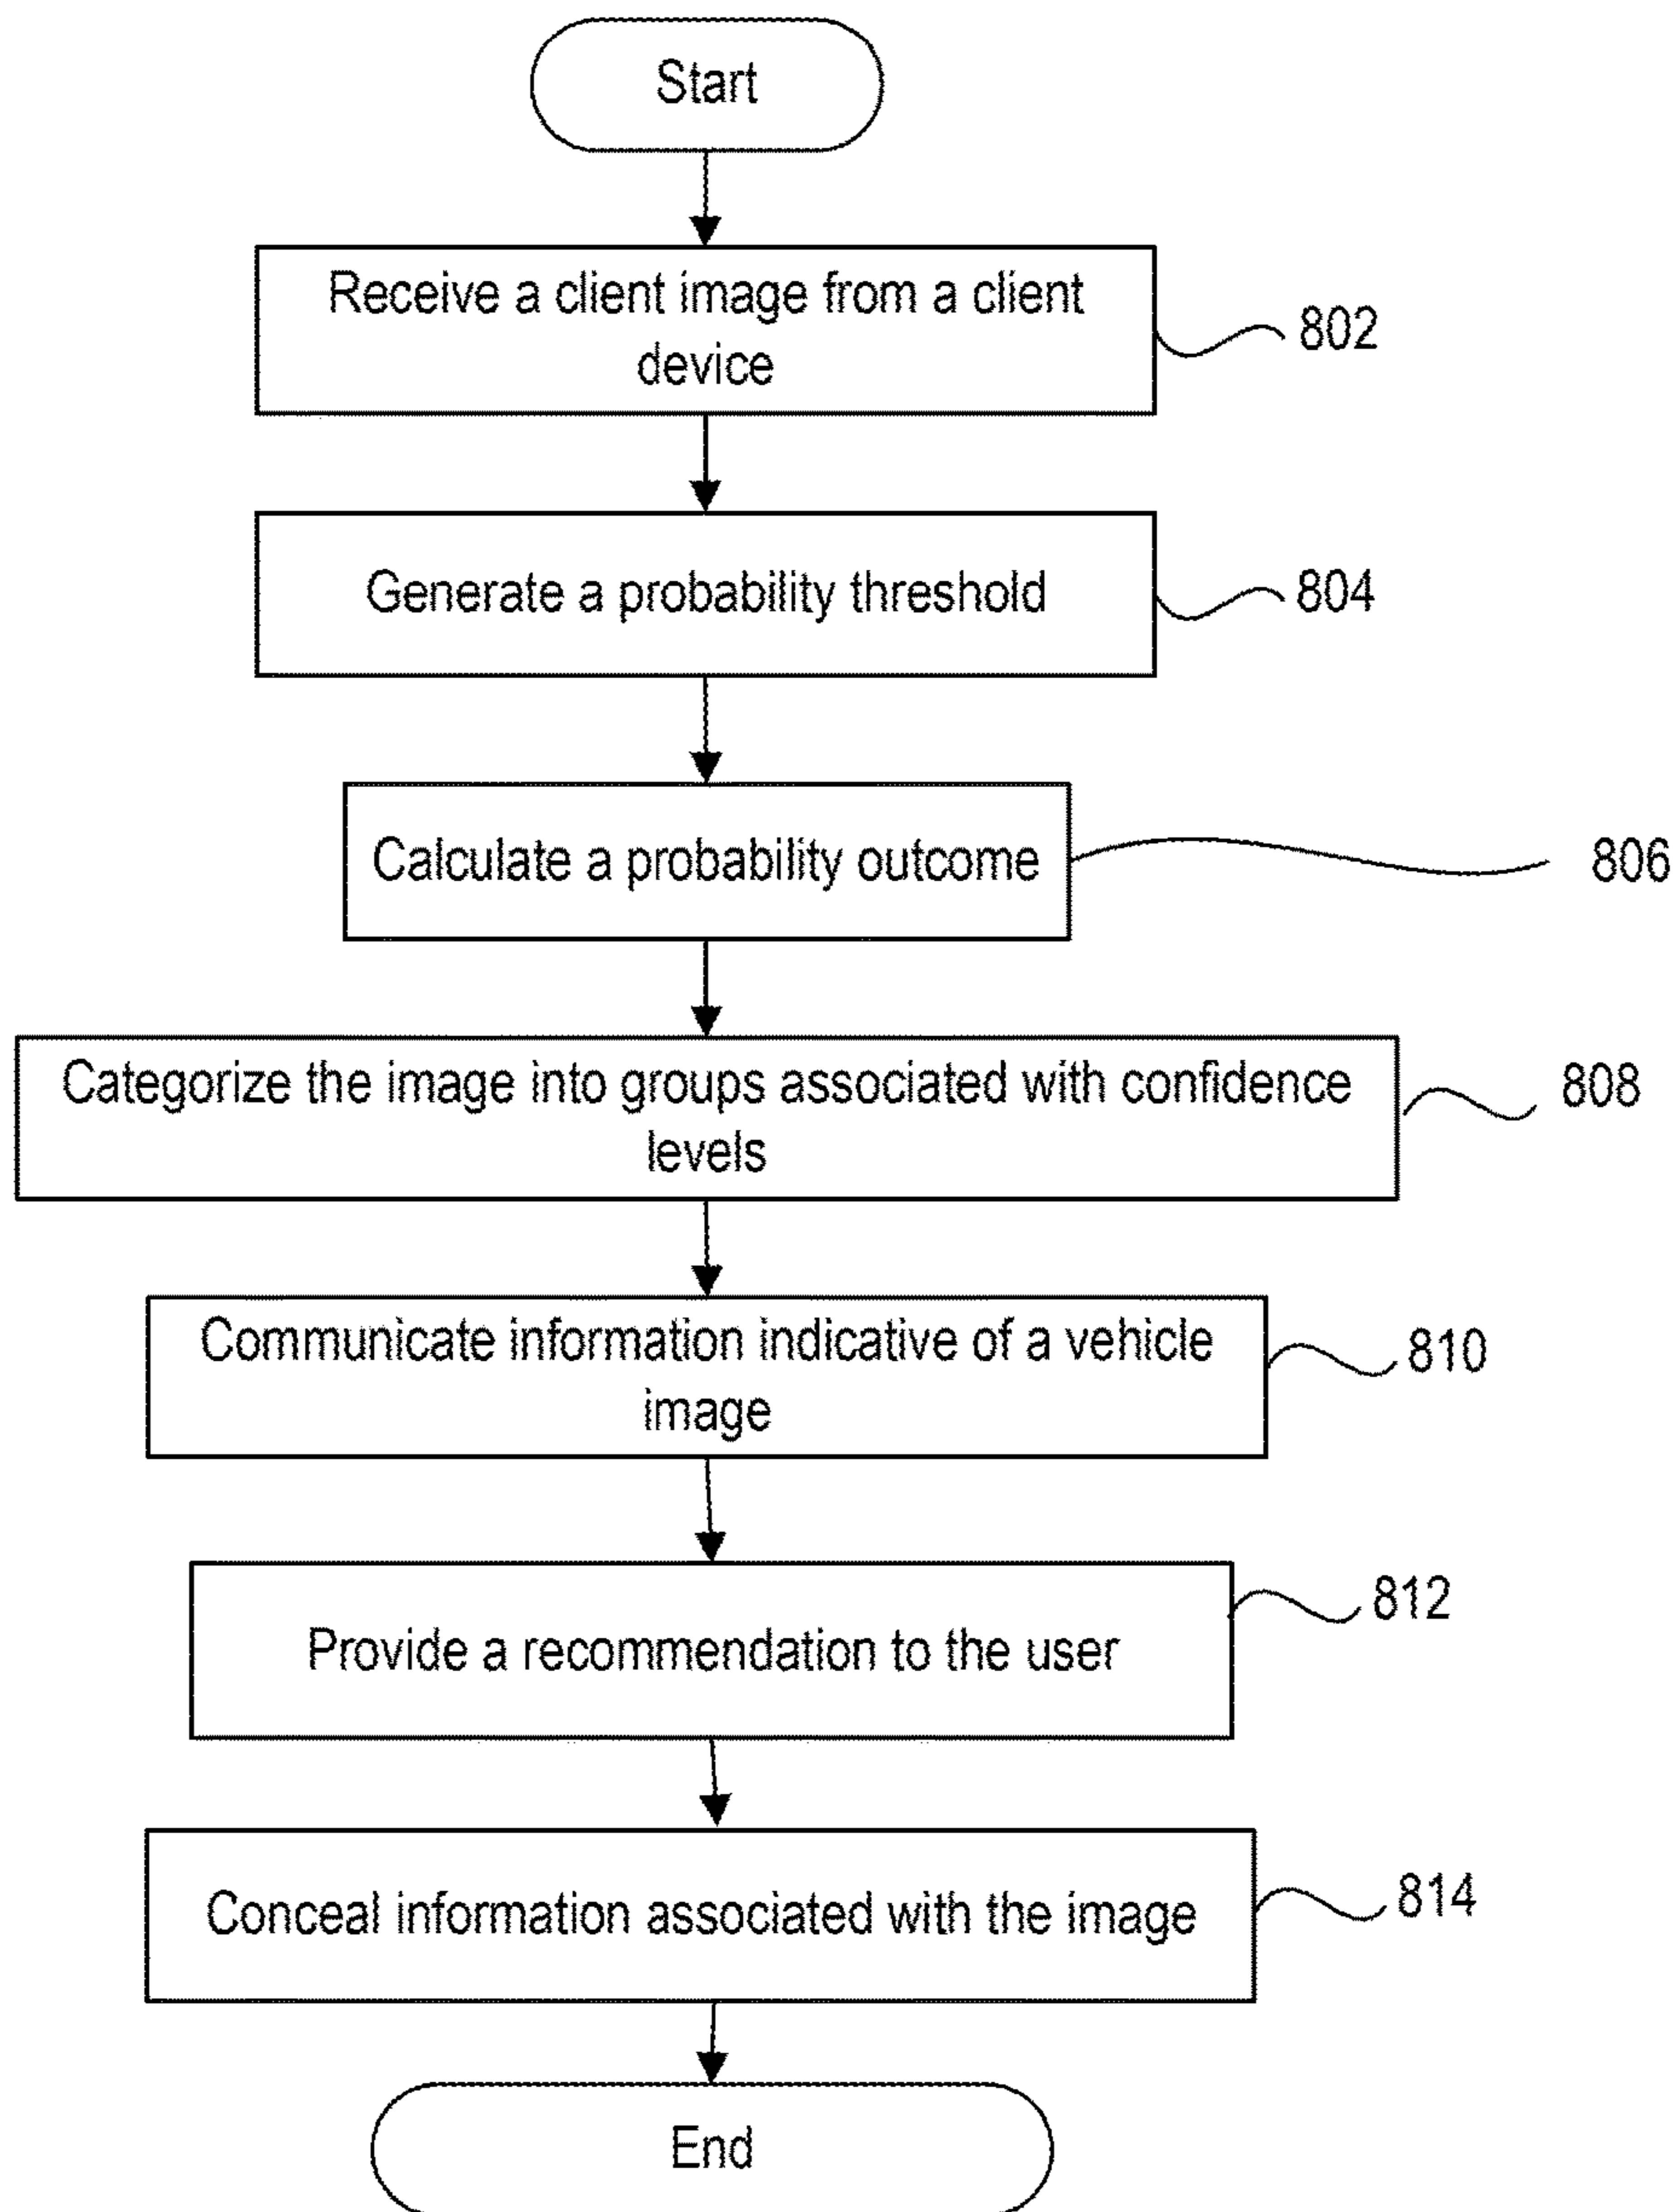 Start
Receive a client image from a client
device
802
Generate a probability threshold
804
Calculate a probability outcome
806
Categorize the image into groups associated with confidence
levels
808
Communicate information indicative of a vehicle
image
810
Provide a recommendation to the user
812
Conceal information associated with the image
814
End